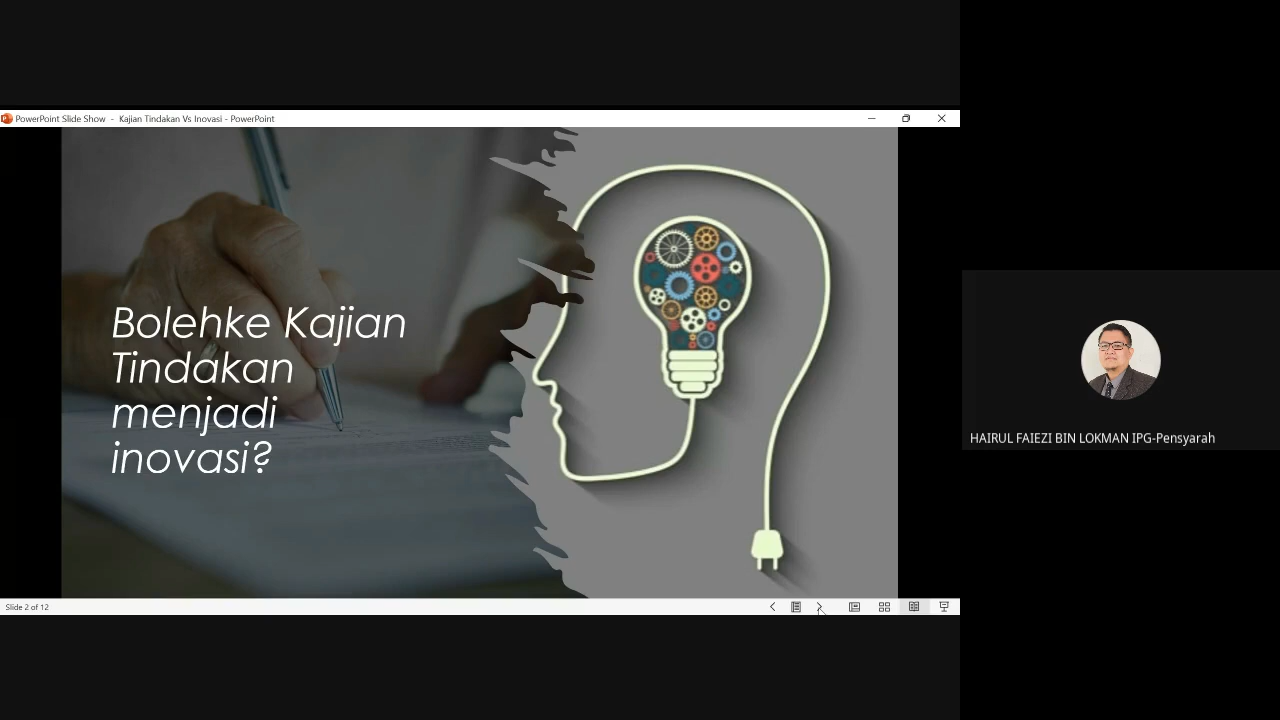 PowerPoint Slide Show - Kajian Tindakan Vs Inovasi - PowerPoint
Bolehke Kajian
Tindakan
menjadi
inovasi?
HAIRUL FAIEZI BIN LOKMAN IPG-Pensyarah
Slide 2 of 12